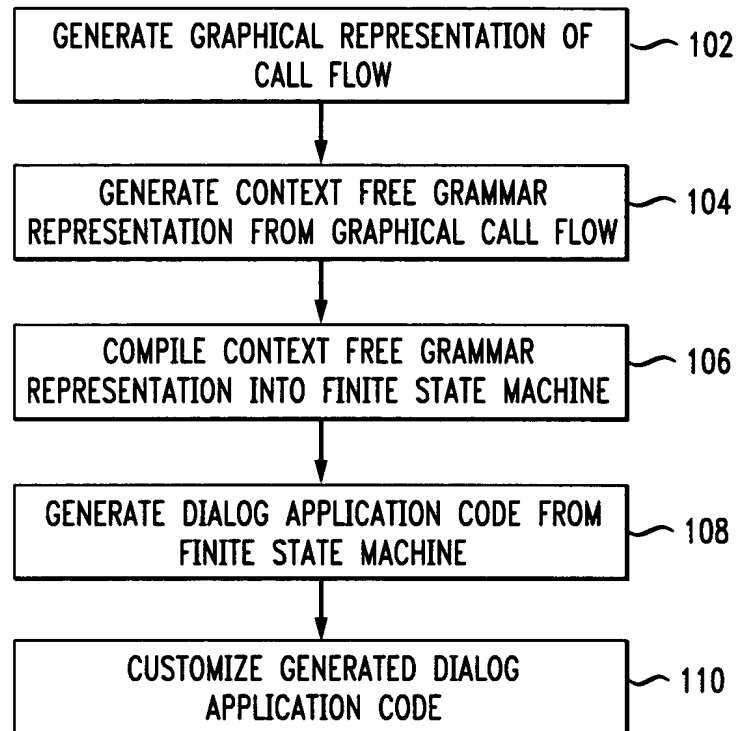 GENERATE GRAPHICAL REPRESENTATION OF
CALL FLOW
102
GENERATE CONTEXT FREE GRAMMAR
REPRESENTATION FROM GRAPHICAL CALL FLOW
104
COMPILE CONTEXT FREE GRAMMAR
REPRESENTATION INTO FINITE STATE MACHINE
106
GENERATE DIALOG APPLICATION CODE FROM
FINITE STATE MACHINE
108
CUSTOMIZE GENERATED DIALOG
APPLICATION CODE
110